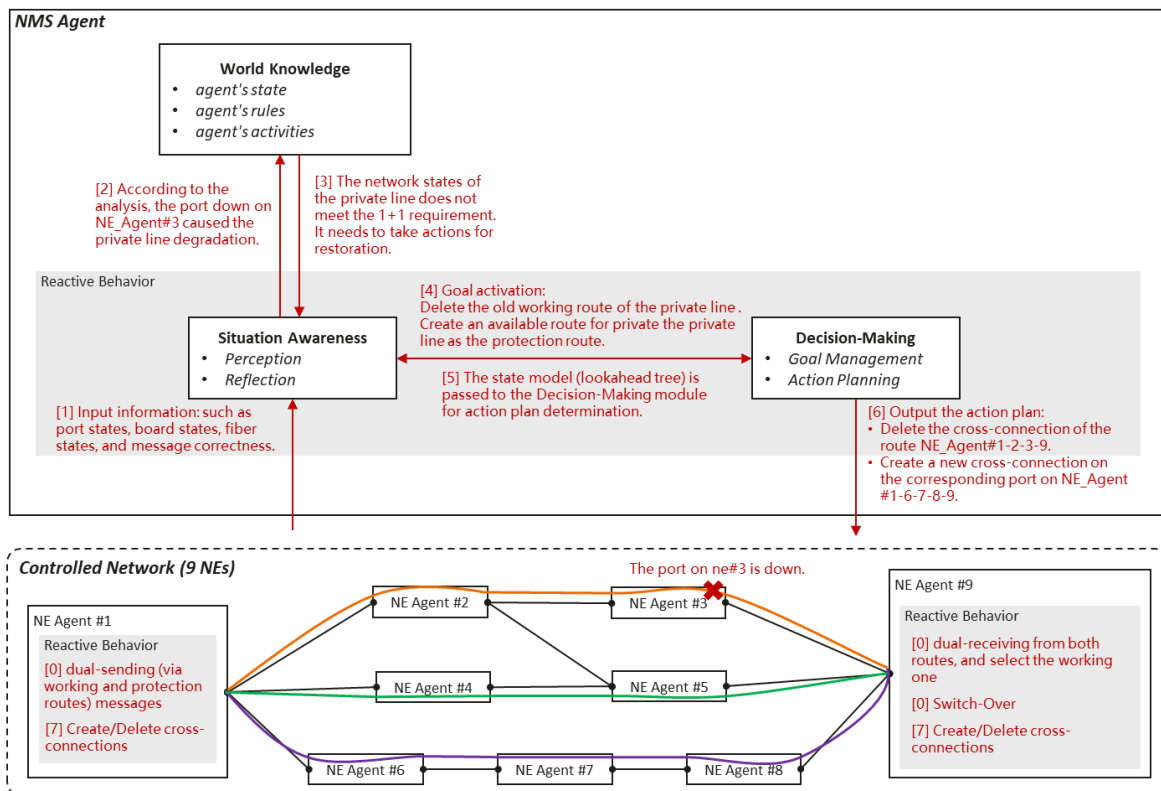 NMS Agent
World Knowledge
• agent's state
• agent's rules
• agent's activities
[2] According to the
analysis, the port down on
NE_Agent#3 caused the
private line degradation.
[3] The network states of
the private line does not
meet the 1+1 requirement.
It needs to take actions for
restoration.
Reactive Behavior
[4] Goal activation:
Delete the old working route of the private line .
Create an available route for private the private
line as the protection route.
Situation Awareness
• Perception
• Reflection
Decision-Making
• Goal Management
• Action Planning
[5] The state model (lookahead tree) is
passed to the Decision-Making module
for action plan determination.
[1] Input information: such as
port states, board states, fiber
states, and message correctness.
[6] Output the action plan:
• Delete the cross-connection of the
route NE_Agent#1-2-3-9.
• Create a new cross-connection on
the corresponding port on NE_Agent
#1-6-7-8-9.
Controlled Network (9 NEs)
The port on ne#3 is down.
NE Agent #1
Reactive Behavior
[0] dual-sending (via
working and protection
routes) messages
[7] Create/Delete cross-
connections
NE Agent #2
NE Agent #3
NE Agent #4
NE Agent #5
NE Agent #6
NE Agent #7
NE Agent #8
NE Agent #9
Reactive Behavior
[0] dual-receiving from both
routes, and select the working
one
[0] Switch-Over
[7] Create/Delete cross-
connections